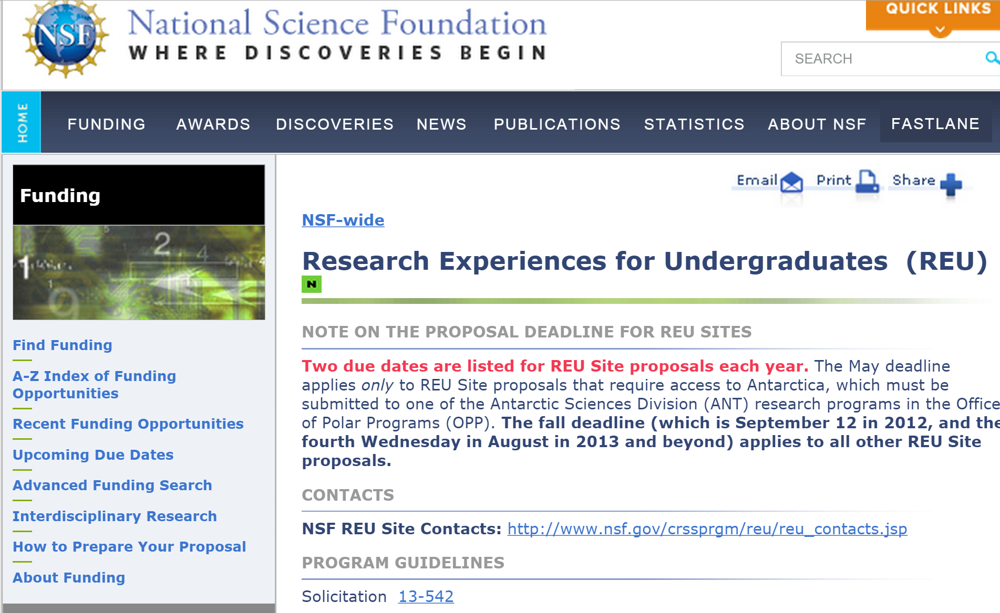 NSF
National Science Foundation
WHERE DISCOVERIES BEGIN
QUICK LINKS
SEARCH
HOME
FUNDING AWARDS DISCOVERIES NEWS PUBLICATIONS STATISTICS ABOUT NSF FASTLANE
Funding
2
4
1
1
9
Find Funding
A-Z Index of Funding
Opportunities
Recent Funding Opportunities
Upcoming Due Dates
Advanced Funding Search
Interdisciplinary Research
How to Prepare Your Proposal
About Funding
Email Print Share
NSF-wide
Research Experiences for Undergraduates (REU)
N
NOTE ON THE PROPOSAL DEADLINE FOR REU SITES
Two due dates are listed for REU Site proposals each year. The May deadline
applies only to REU Site proposals that require access to Antarctica, which must be
submitted to one of the Antarctic Sciences Division (ANT) research programs in the Office
of Polar Programs (OPP). The fall deadline (which is September 12 in 2012, and the
fourth Wednesday in August in 2013 and beyond) applies to all other REU Site
proposals.
CONTACTS
NSF REU Site Contacts: http://www.nsf.gov/crssprgm/reu/reu_contacts.jsp
PROGRAM GUIDELINES
Solicitation 13-542